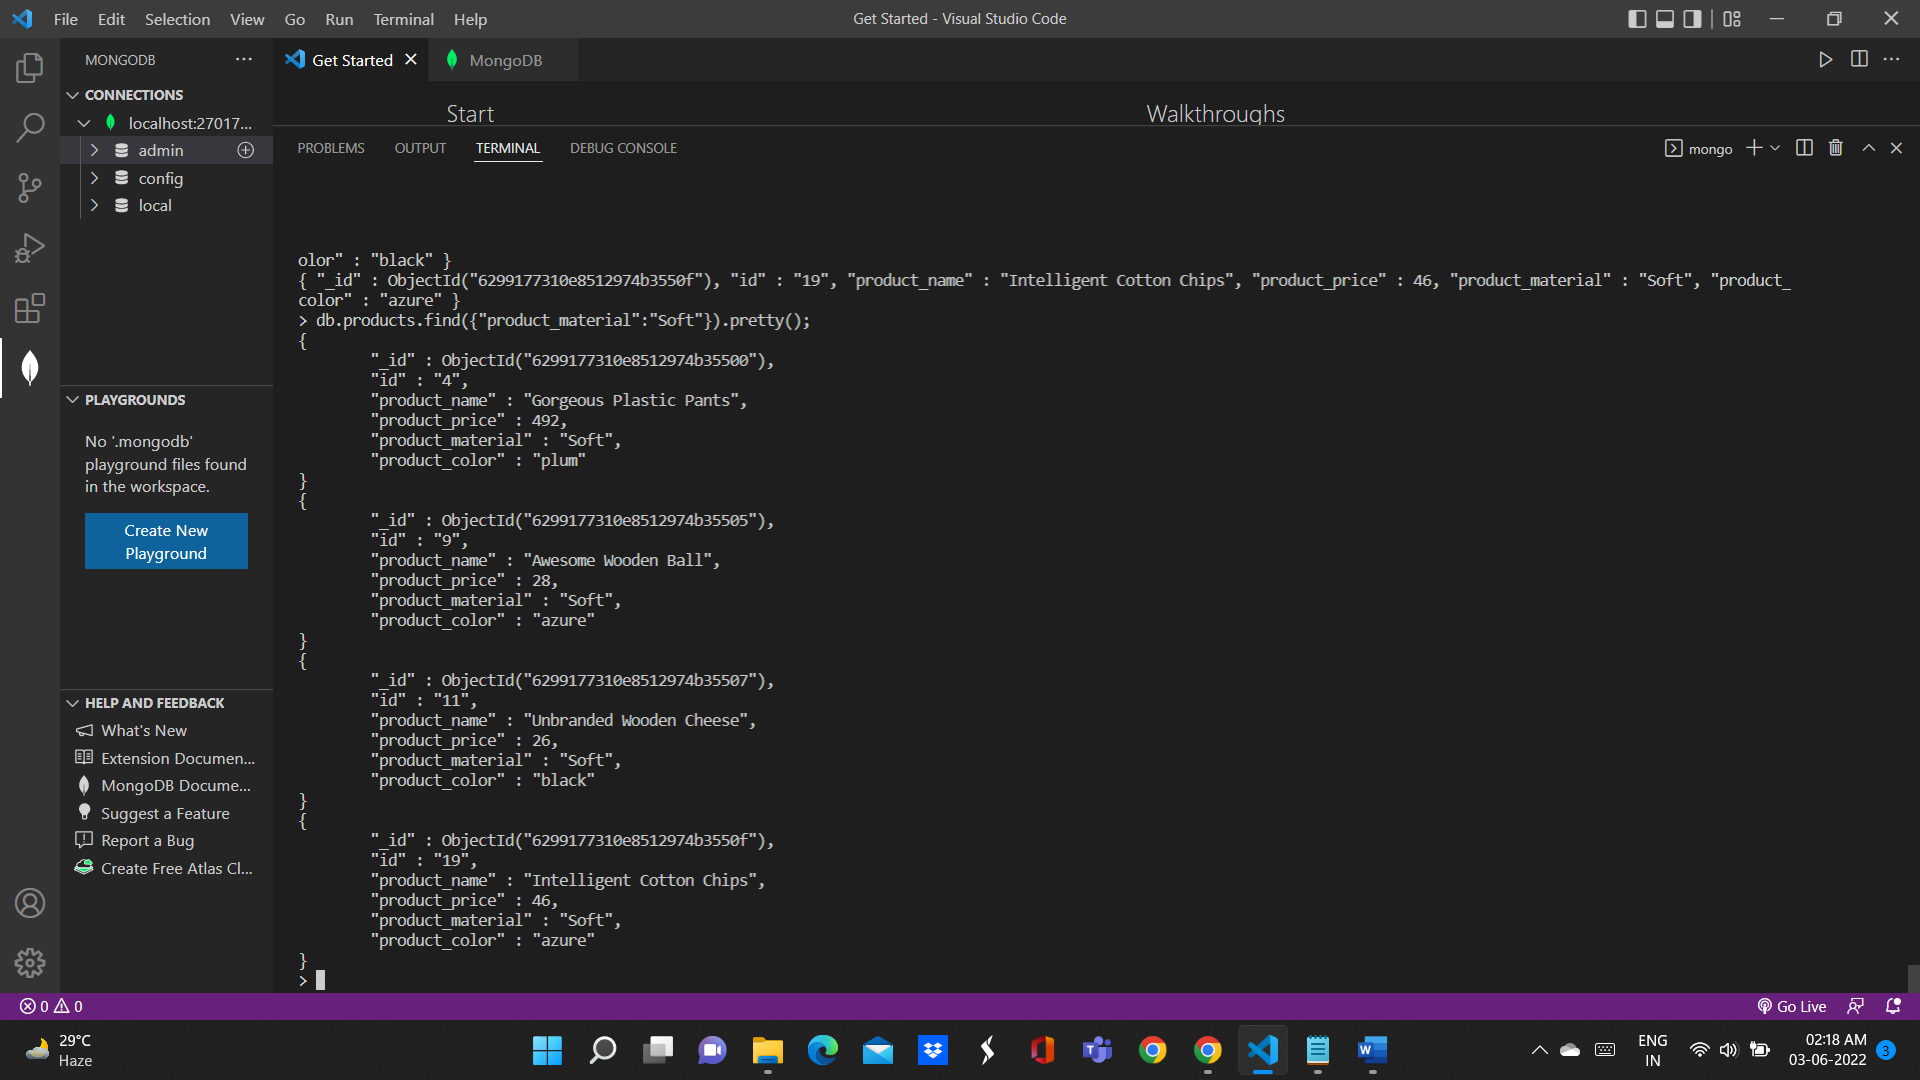 File Edit Selection View Go Run Terminal Help
Get Started - Visual Studio Code
MONGODB
Get Started
MongoDB
CONNECTIONS
localhost:27017...
admin
config
local
PLAYGROUNDS
No '.mongodb'
playground files found
in the workspace.
Create New
Playground
HELP AND FEEDBACK
What's New
Extension Documen...
MongoDB Docume...
Suggest a Feature
Report a Bug
Create Free Atlas Cl...
Start
Walkthroughs
PROBLEMS OUTPUT TERMINAL DEBUG CONSOLE
mongo
olor" : "black" }
{ "_id" : ObjectId("6299177310e8512974b3550f"), "id" : "19", "product_name" : "Intelligent Cotton Chips", "product_price" : 46, "product_material" : "Soft", "product_
color" : "azure" }
> db.products.find({"product_material":"Soft"}).pretty();
{
"_id" : ObjectId("6299177310e8512974b35500"),
"id" : "4",
"product_name" : "Gorgeous Plastic Pants",
"product_price" : 492,
"product_material" : "Soft",
"product_color" : "plum"
}
{
"_id" : ObjectId("6299177310e8512974b35505"),
"id" : "9",
"product_name" : "Awesome Wooden Ball",
"product_price" : 28,
"product_material" : "Soft",
"product_color" : "azure"
}
{
"_id" : ObjectId("6299177310e8512974b35507"),
"id" : "11",
"product_name" : "Unbranded Wooden Cheese",
"product_price" : 26,
"product_material" : "Soft",
"product_color" : "black"
}
{
"_id" : ObjectId("6299177310e8512974b3550f"),
"id" : "19",
"product_name" : "Intelligent Cotton Chips",
"product_price" : 46,
"product_material" : "Soft",
"product_color" : "azure"
}
>
0 0
Go Live
29°C
Haze
ENG
IN
02:18 AM
03-06-2022
3